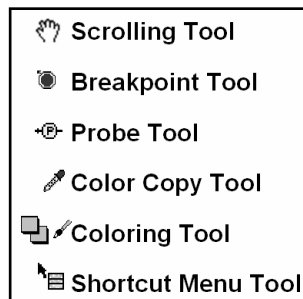 Scrolling Tool
Breakpoint Tool
P Probe Tool
Color Copy Tool
Coloring Tool
Shortcut Menu Tool